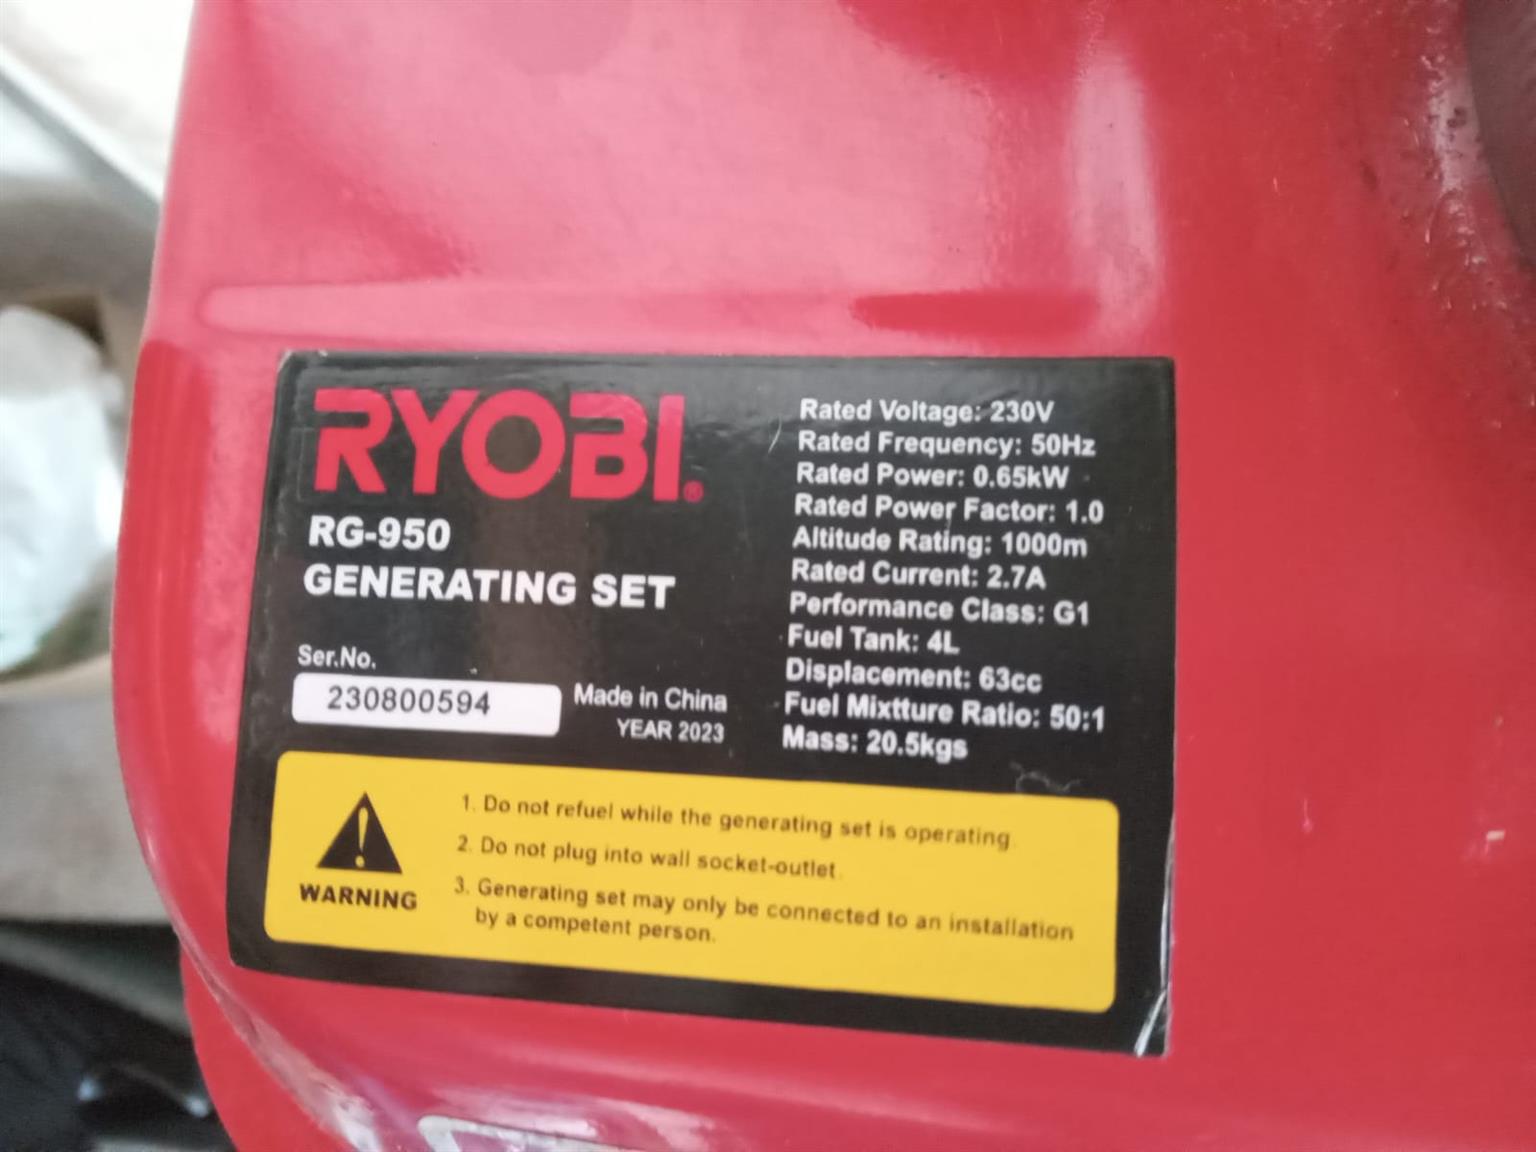 RYOBI®
RG-950
GENERATING SET
Ser.No.
230800594
Made in China
YEAR 2023
Rated Voltage: 230V
Rated Frequency: 50Hz
Rated Power: 0.65kW
Rated Power Factor: 1.0
Altitude Rating: 1000m
Rated Current: 2.7A
Performance Class: G1
Fuel Tank: 4L
Displacement: 63cc
Fuel Mixtture Ratio: 50:1
Mass: 20.5kgs
WARNING
1. Do not refuel while the generating set is operating.
2. Do not plug into wall socket-outlet.
3. Generating set may only be connected to an installation
by a competent person.